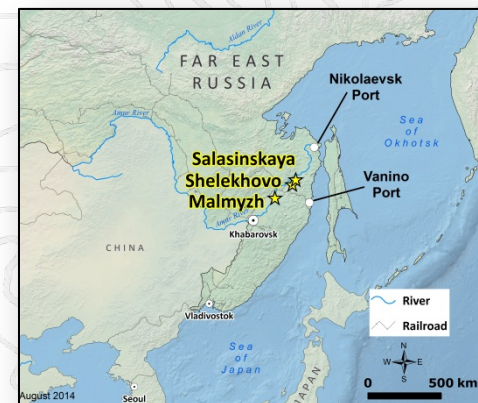 Aldan River
FAR EAST
RUSSIA
Nikolaevsk
Port
Amur River
Sea
of
Okhotsk
Salasinskaya
Shelekhovo
Malmyzh
Vanino
Port
Amur River
Khabarovsk
CHINA
River
Railroad
Vladivostok
N
W
E
S
Sea
of
Japan
JAPAN
0
500 km
August 2014
Seoul